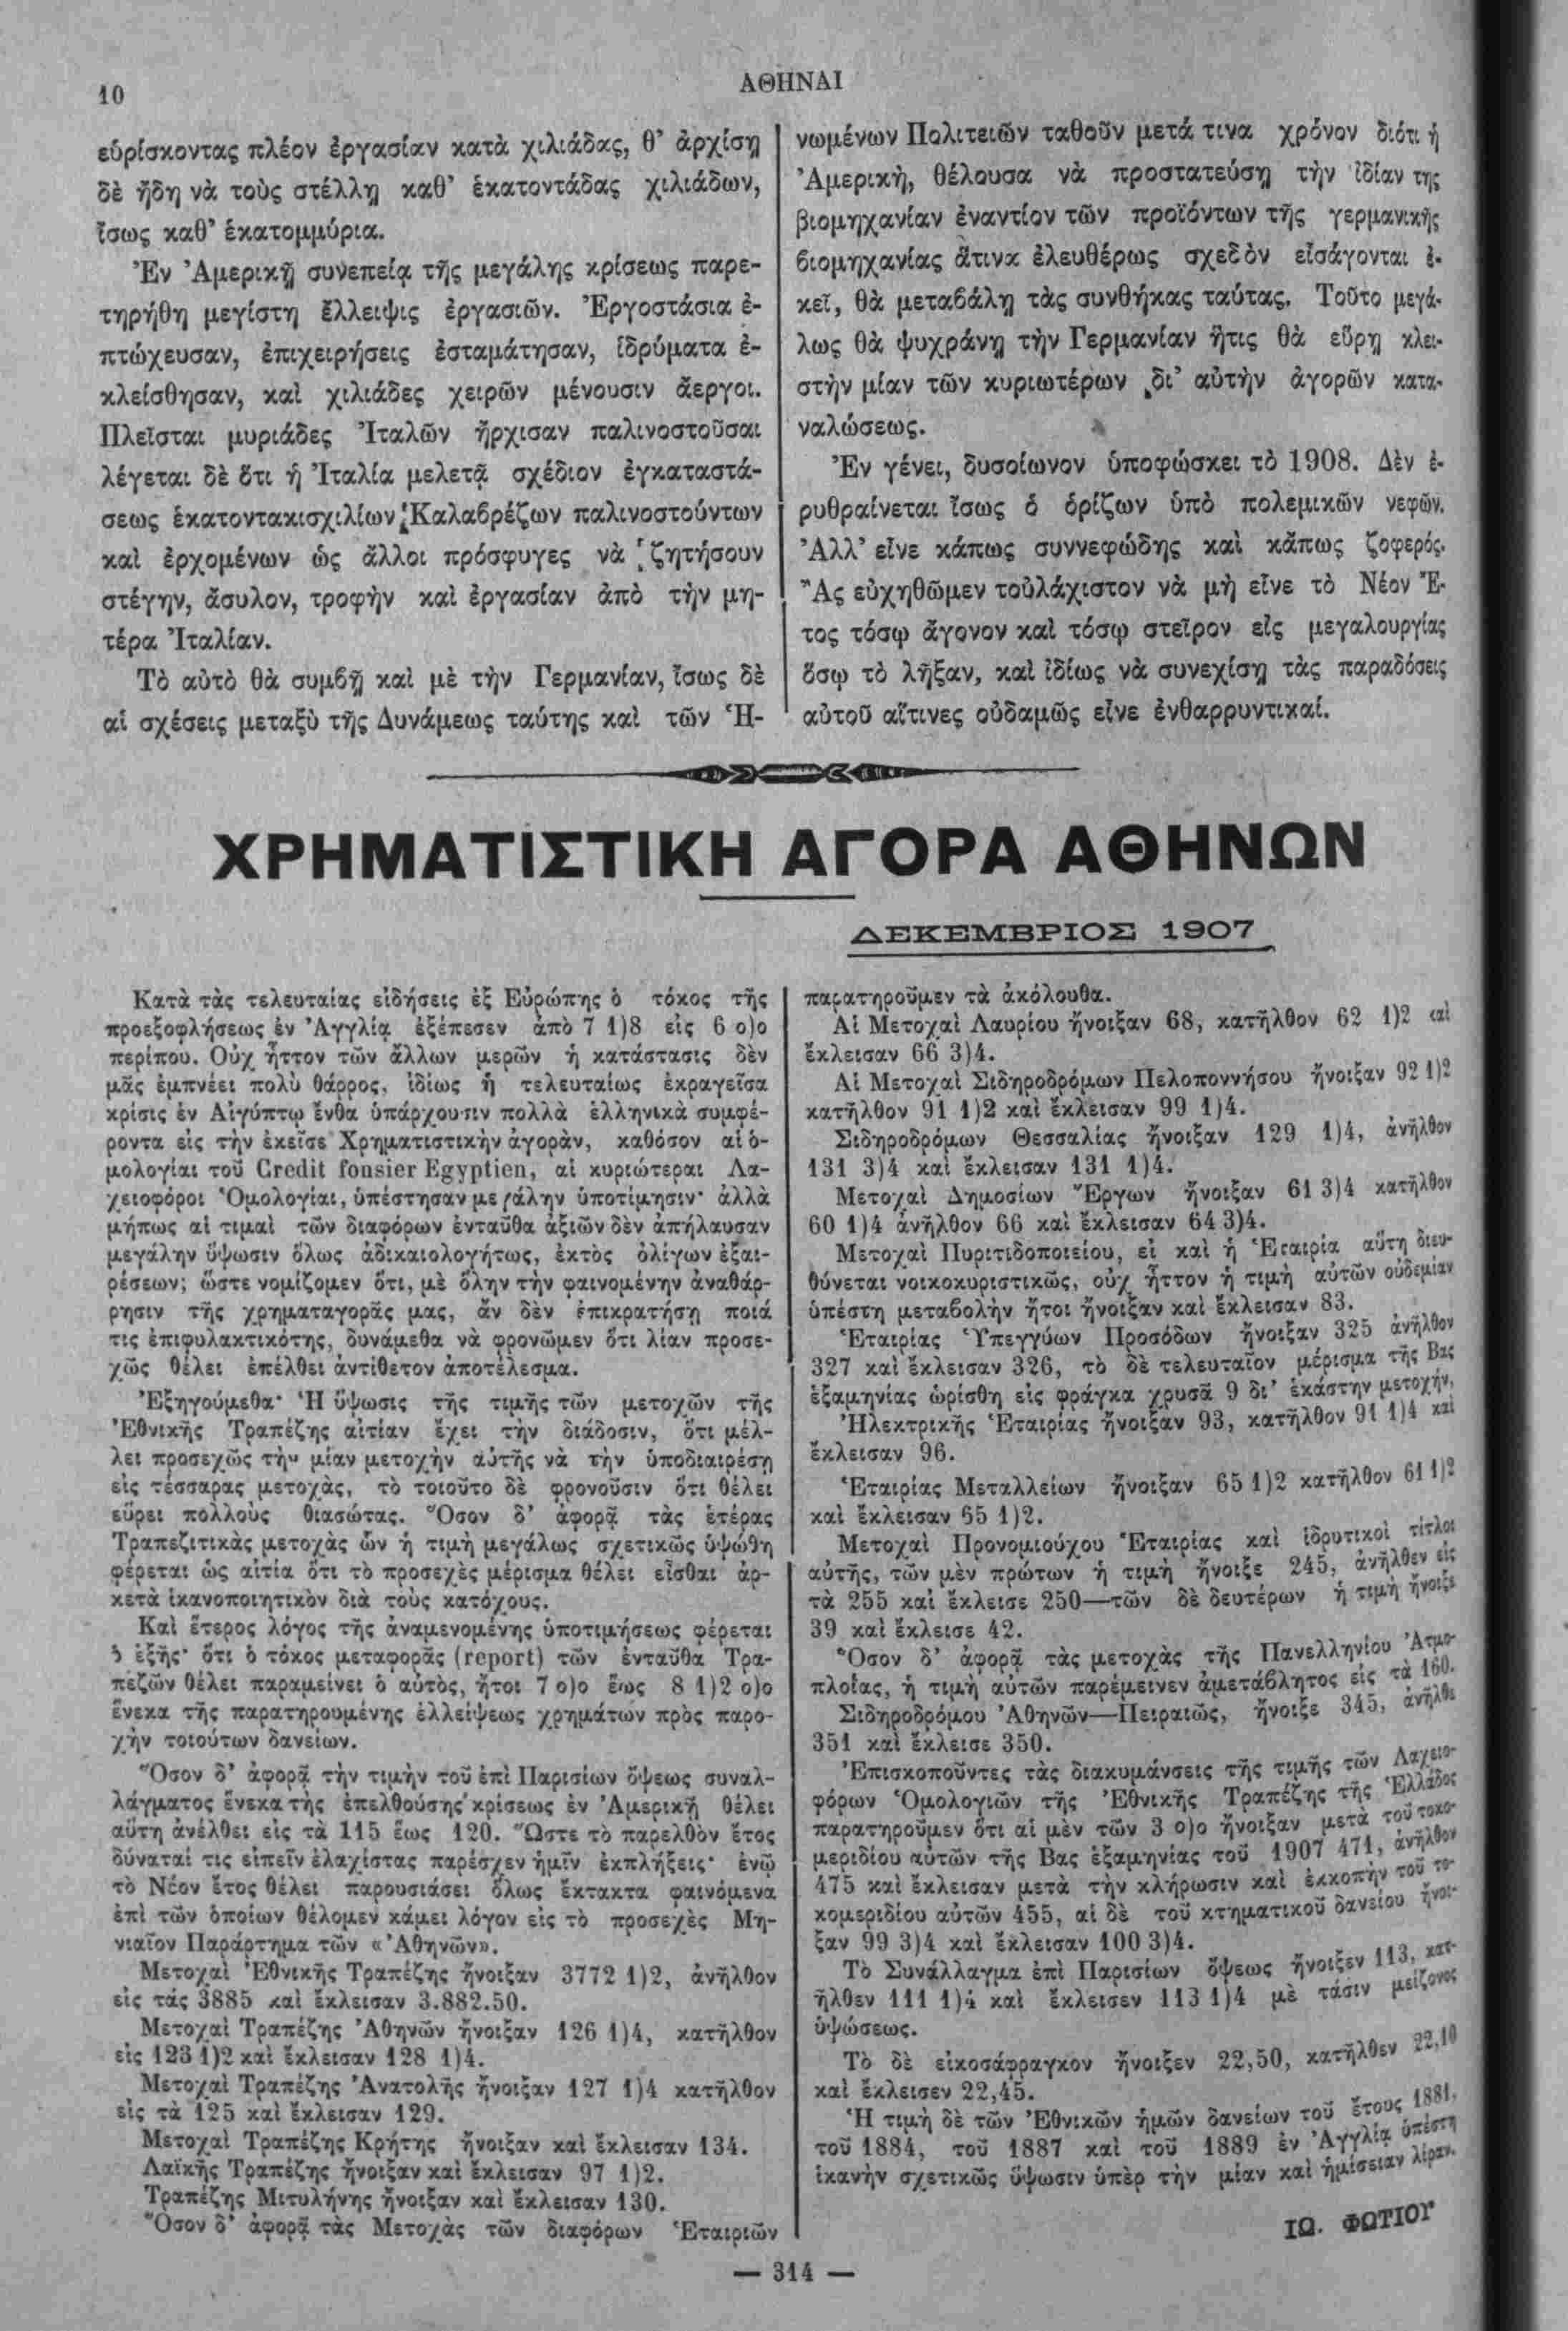 10
ΑΘΗΝΑΙ
εὑρίσκοντας πλέον ἐργασίαν κατὰ χιλιάδας, θ’ ἀρχίσῃ
δὲ ἤδη νὰ τοὺς στέλλῃ καθ’ ἑκατοντάδας χιλιάδων,
ἴσως καθ’ ἑκατομμύρια.
Ἐν Ἀμερικῇ συνεπείᾳ τῆς μεγάλης κρίσεως παρε-
τηρήθη μεγίστη ἔλλειψις ἐργασιῶν. Ἐργοστάσια ἐ-
πτώχευσαν, ἐπιχειρήσεις ἐσταμάτησαν, ἱδρύματα ἐ-
κλείσθησαν, καὶ χιλιάδες χειρῶν μένουσιν ἄεργοι.
Πλεῖσται μυριάδες Ἰταλῶν ἤρχισαν παλινοστοῦσαι
λέγεται δὲ ὅτι ἡ Ἰταλία μελετᾷ σχέδιον ἐγκαταστά-
σεως ἑκατοντακισχιλίων Καλαβρέζων παλινοστούντων
καὶ ἐρχομένων ὡς ἄλλοι πρόσφυγες νὰ ζητήσουν
στέγην, ἄσυλον, τροφὴν καὶ ἐργασίαν ἀπὸ τὴν μη-
τέρα Ἰταλίαν.
Τὸ αὐτὸ θὰ συμβῇ καὶ μὲ τὴν Γερμανίαν, ἴσως δὲ
αἱ σχέσεις μεταξὺ τῆς Δυνάμεως ταύτης καὶ τῶν Ἡ-
νωμένων Πολιτειῶν ταθοῦν μετά τινα χρόνον διότι ἡ
Ἀμερικὴ, θέλουσα νὰ προστατεύσῃ τὴν ἰδίαν της
βιομηχανίαν ἐναντίον τῶν προϊόντων τῆς γερμανικῆς
βιομηχανίας ἅτινα ἐλευθέρως σχεδὸν εἰσάγονται ἐ-
κεῖ, θὰ μεταβάλῃ τὰς συνθήκας ταύτας. Τοῦτο μεγά-
λως θὰ ψυχράνῃ τὴν Γερμανίαν ἥτις θὰ εὕρῃ κλει-
στὴν μίαν τῶν κυριωτέρων δι’ αὐτὴν ἀγορῶν κατα-
ναλώσεως.
Ἐν γένει, δυσοίωνον ὑποφώσκει τὸ 1908. Δὲν ἐ-
ρυθραίνεται ἴσως ὁ ὁρίζων ὑπὸ πολεμικῶν νεφῶν.
Ἀλλ’ εἶνε κάπως συννεφώδης καὶ κάπως ζοφερός.
Ἂς εὐχηθῶμεν τοὐλάχιστον νὰ μὴ εἶνε τὸ Νέον Ἔ-
τος τόσῳ ἄγονον καὶ τόσῳ στεῖρον εἰς μεγαλουργίας
ὅσῳ τὸ λῆξαν, καὶ ἰδίως νὰ συνεχίσῃ τὰς παραδόσεις
αὐτοῦ αἵτινες οὐδαμῶς εἶνε ἐνθαρρυντικαί.
ΧΡΗΜΑΤΙΣΤΙΚΗ ΑΓΟΡΑ ΑΘΗΝΩΝ
ΔΕΚΕΜΒΡΙΟΣ 1907
Κατὰ τὰς τελευταίας εἰδήσεις ἐξ Εὐρώπης ὁ τόκος τῆς
προεξοφλήσεως ἐν Ἀγγλίᾳ ἐξέπεσεν ἀπὸ 7 1)8 εἰς 6 ο)ο
περίπου. Οὐχ ἧττον τῶν ἄλλων μερῶν ἡ κατάστασις δὲν
μᾶς ἐμπνέει πολὺ θάρρος, ἰδίως ἡ τελευταίως ἐκραγεῖσα
κρίσις ἐν Αἰγύπτῳ ἔνθα ὑπάρχουσιν πολλὰ ἑλληνικὰ συμφέ-
ροντα εἰς τὴν ἐκεῖσε Χρηματιστικὴν ἀγορὰν, καθόσον αἱ ὁ-
μολογίαι τοῦ Credit fonsier Egyptien, αἱ κυριώτεραι Λα-
χειοφόροι Ὁμολογίαι, ὑπέστησαν μεγάλην ὑποτίμησιν· ἀλλὰ
μήπως αἱ τιμαὶ τῶν διαφόρων ἐνταῦθα ἀξιῶν δὲν ἀπήλαυσαν
μεγάλην ὕψωσιν ὅλως ἀδικαιολογήτως, ἐκτὸς ὀλίγων ἐξαι-
ρέσεων; ὥστε νομίζομεν ὅτι, μὲ ὅλην τὴν φαινομένην ἀναθάρ-
ρησιν τῆς χρηματαγορᾶς μας, ἂν δὲν ἐπικρατήσῃ ποιά
τις ἐπιφυλακτικότης, δυνάμεθα νὰ φρονῶμεν ὅτι λίαν προσε-
χῶς θέλει ἐπέλθει ἀντίθετον ἀποτέλεσμα.
Ἐξηγούμεθα· Ἡ ὕψωσις τῆς τιμῆς τῶν μετοχῶν τῆς
Ἐθνικῆς Τραπέζης αἰτίαν ἔχει τὴν διάδοσιν, ὅτι μέλ-
λει προσεχῶς τὴν μίαν μετοχὴν αὐτῆς νὰ τὴν ὑποδιαιρέσῃ
εἰς τέσσαρας μετοχὰς, τὸ τοιοῦτο δὲ φρονοῦσιν ὅτι θέλει
εὕρει πολλοὺς θιασώτας. Ὅσον δ’ ἀφορᾷ τὰς ἑτέρας
Τραπεζιτικὰς μετοχὰς ὧν ἡ τιμὴ μεγάλως σχετικῶς ὑψώθη
φέρεται ὡς αἰτία ὅτι τὸ προσεχὲς μέρισμα θέλει εἶσθαι ἀρ-
κετὰ ἱκανοποιητικὸν διὰ τοὺς κατόχους.
Καὶ ἕτερος λόγος τῆς ἀναμενομένης ὑποτιμήσεως φέρεται
ὁ ἑξῆς· ὅτι ὁ τόκος μεταφορᾶς (report) τῶν ἐνταῦθα Τρα-
πεζῶν θέλει παραμείνει ὁ αὐτὸς, ἤτοι 7 ο)ο ἕως 8 1)2 ο)ο
ἕνεκα τῆς παρατηρουμένης ἐλλείψεως χρημάτων πρὸς παρο-
χὴν τοιούτων δανείων.
Ὅσον δ’ ἀφορᾷ τὴν τιμὴν τοῦ ἐπὶ Παρισίων ὄψεως συναλ-
λάγματος ἕνεκα τῆς ἐπελθούσης κρίσεως ἐν Ἀμερικῇ θέλει
αὕτη ἀνέλθει εἰς τὰ 115 ἕως 120. Ὥστε τὸ παρελθὸν ἔτος
δύναταί τις εἰπεῖν ἐλαχίστας παρέσχεν ἡμῖν ἐκπλήξεις· ἐνῷ
τὸ Νέον ἔτος θέλει παρουσιάσει ὅλως ἔκτακτα φαινόμενα
ἐπὶ τῶν ὁποίων θέλομεν κάμει λόγον εἰς τὸ προσεχὲς Μη-
νιαῖον Παράρτημα τῶν «Ἀθηνῶν».
Μετοχαὶ Ἐθνικῆς Τραπέζης ἤνοιξαν 3772 1)2, ἀνῆλθον
εἰς τάς 3885 καὶ ἔκλεισαν 3.882.50.
Μετοχαὶ Τραπέζης Ἀθηνῶν ἤνοιξαν 126 1)4, κατῆλθον
εἰς 123 1)2 καὶ ἔκλεισαν 128 1)4.
Μετοχαὶ Τραπέζης Ἀνατολῆς ἤνοιξαν 127 1)4 κατῆλθον
εἰς τὰ 125 καὶ ἔκλεισαν 129.
Μετοχαὶ Τραπέζης Κρήτης ἤνοιξαν καὶ ἔκλεισαν 134.
Λαϊκῆς Τραπέζης ἤνοιξαν καὶ ἔκλεισαν 97 1)2.
Τραπέζης Μιτυλήνης ἤνοιξαν καὶ ἔκλεισαν 130.
Ὅσον δ’ ἀφορᾷ τὰς Μετοχὰς τῶν διαφόρων Ἑταιριῶν
παρατηροῦμεν τὰ ἀκόλουθα.
Αἱ Μετοχαὶ Λαυρίου ἤνοιξαν 68, κατῆλθον 62 1)2 καὶ
ἔκλεισαν 66 3)4.
Αἱ Μετοχαὶ Σιδηροδρόμων Πελοποννήσου ἤνοιξαν 92 1)2
κατῆλθον 91 1)2 καὶ ἔκλεισαν 99 1)4.
Σιδηροδρόμων Θεσσαλίας ἤνοιξαν 129 1)4, ἀνῆλθον
131 3)4 καὶ ἔκλεισαν 131 1)4.
Μετοχαὶ Δημοσίων Ἔργων ἤνοιξαν 61 3)4 κατῆλθον
60 1)4 ἀνῆλθον 66 καὶ ἔκλεισαν 64 3)4.
Μετοχαὶ Πυριτιδοποιείου, εἰ καὶ ἡ Ἑταιρία αὕτη διευ-
θύνεται νοικοκυριστικῶς, οὐχ ἧττον ἡ τιμὴ αὐτῶν οὐδεμίαν
ὑπέστη μεταβολὴν ἤτοι ἤνοιξαν καὶ ἔκλεισαν 83.
Ἑταιρίας Ὑπεγγύων Προσόδων ἤνοιξαν 325 ἀνῆλθον
327 καὶ ἔκλεισαν 326, τὸ δὲ τελευταῖον μέρισμα τῆς Βας
ἑξαμηνίας ὡρίσθη εἰς φράγκα χρυσᾶ 9 δι’ ἑκάστην μετοχήν,
Ἠλεκτρικῆς Ἑταιρίας ἤνοιξαν 93, κατῆλθον 91 1)4 καὶ
ἔκλεισαν 96.
Ἑταιρίας Μεταλλείων ἤνοιξαν 65 1)2 κατῆλθον 61 1)2
καὶ ἔκλεισαν 65 1)2.
Μετοχαὶ Προνομιούχου Ἑταιρίας καὶ ἱδρυτικοὶ τίτλοι
αὐτῆς, τῶν μὲν πρώτων ἡ τιμὴ ἤνοιξε 245, ἀνῆλθεν εἰς
τὰ 255 καὶ ἔκλεισε 250—τῶν δὲ δευτέρων ἡ τιμὴ ἤνοιξε
39 καὶ ἔκλεισε 42.
Ὅσον δ’ ἀφορᾷ τὰς μετοχὰς τῆς Πανελληνίου Ἀτμο-
πλοΐας, ἡ τιμὴ αὐτῶν παρέμεινεν ἀμετάβλητος εἰς τὰ 160.
Σιδηροδρόμου Ἀθηνῶν—Πειραιῶς, ἤνοιξε 345, ἀνῆλθε
351 καὶ ἔκλεισε 350.
Ἐπισκοποῦντες τὰς διακυμάνσεις τῆς τιμῆς τῶν Λαχειο-
φόρων Ὁμολογιῶν τῆς Ἐθνικῆς Τραπέζης τῆς Ἑλλάδος
παρατηροῦμεν ὅτι αἱ μὲν τῶν 3 ο)ο ἤνοιξαν μετὰ τοῦ τοκο-
μεριδίου αὐτῶν τῆς Βας ἑξαμηνίας τοῦ 1907 471, ἀνῆλθον
475 καὶ ἔκλεισαν μετὰ τὴν κλήρωσιν καὶ ἐκκοπὴν τοῦ το-
κομεριδίου αὐτῶν 455, αἱ δὲ τοῦ κτηματικοῦ δανείου ἤνοι-
ξαν 99 3)4 καὶ ἔκλεισαν 100 3)4.
Τὸ Συνάλλαγμα ἐπὶ Παρισίων ὄψεως ἤνοιξεν 113, κατ-
ῆλθεν 111 1)4 καὶ ἔκλεισεν 113 1)4 μὲ τάσιν μείζονος
ὑψώσεως.
Τὸ δὲ εἰκοσάφραγκον ἤνοιξεν 22,50, κατῆλθεν 22,10
καὶ ἔκλεισεν 22,45.
Ἡ τιμὴ δὲ τῶν Ἐθνικῶν ἡμῶν δανείων τοῦ ἔτους 1881,
τοῦ 1884, τοῦ 1887 καὶ τοῦ 1889 ἐν Ἀγγλίᾳ ὑπέστη
ἱκανὴν σχετικῶς ὕψωσιν ὑπὲρ τὴν μίαν καὶ ἡμίσειαν λίραν.
ΙΩ. ΦΩΤΙΟΥ
— 314 —